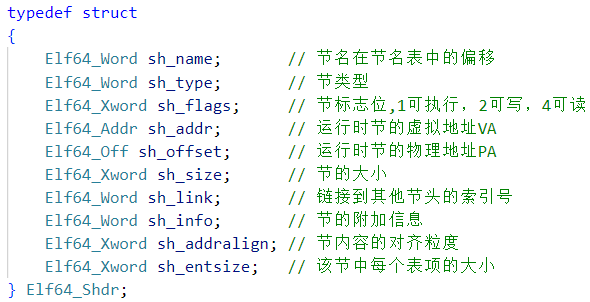 typedef struct
{
    Elf64_Word sh_name;        // 节名在节名表中的偏移
    Elf64_Word sh_type;        // 节类型
    Elf64_Xword sh_flags;      // 节标志位,1可执行，2可写，4可读
    Elf64_Addr sh_addr;        // 运行时节的虚拟地址VA
    Elf64_Off sh_offset;       // 运行时节的物理地址PA
    Elf64_Xword sh_size;       // 节的大小
    Elf64_Word sh_link;        // 链接到其他节头的索引号
    Elf64_Word sh_info;        // 节的附加信息
    Elf64_Xword sh_addralign; // 节内容的对齐粒度
    Elf64_Xword sh_entsize;   // 该节中每个表项的大小
} Elf64_Shdr;